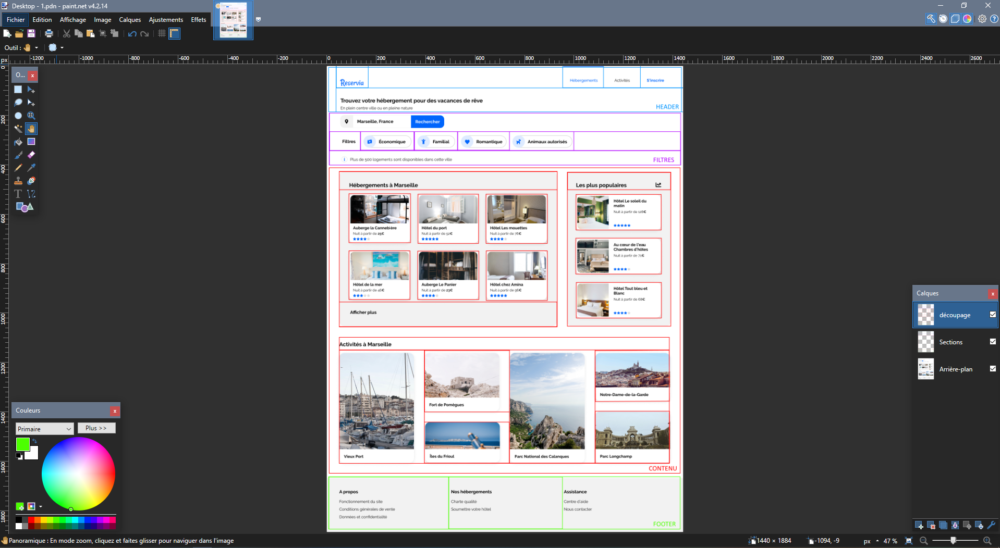 Desktop - 1.pdn - paint.net v4.2.14
Fichier Edition Affichage Image Calques Ajustements Effets
Outil :
px -1200 -1000 -800 -600 -400 -200 0 200 400 600 800 1000 1200 1400 1600 1800 2000 2200 2400 2600
0
200
400
600
800
1000
1200
1400
1600
1800
O... x
Reservia
Hébergements Activités S'inscrire
Trouvez votre hébergement pour des vacances de rêve
En plein centre ville ou en pleine nature
HEADER
Marseille, France Rechercher
Filtres Économique Familial Romantique Animaux autorisés
i Plus de 500 logements sont disponibles dans cette ville
FILTRES
Hébergements à Marseille
Auberge la Cannebière
Nuit à partir de 25€
Hôtel du port
Nuit à partir de 52€
Hôtel Les mouettes
Nuit à partir de 76€
Hôtel de la mer
Nuit à partir de 46€
Auberge Le Panier
Nuit à partir de 23€
Hôtel chez Amina
Nuit à partir de 96€
Afficher plus
Les plus populaires
Hôtel Le soleil du
matin
Nuit à partir de 128€
Au cœur de l'eau
Chambres d'hôtes
Nuit à partir de 71€
Hôtel Tout bleu et
Blanc
Nuit à partir de 68€
Activités à Marseille
Vieux Port
Fort de Pomègues
Îles du Frioul
Parc National des Calanques
Notre-Dame-de-la-Garde
Parc Longchamp
CONTENU
A propos
Fonctionnement du site
Conditions générales de vente
Données et confidentialité
Nos hébergements
Charte qualité
Soumettre votre hôtel
Assistance
Centre d'aide
Nous contacter
FOOTER
Calques x
découpage
Sections
Arrière-plan
Couleurs x
Primaire Plus >>
Panoramique : En mode zoom, cliquez et faites glisser pour naviguer dans l'image
1440 × 1884 -1094, -9 px 47 %